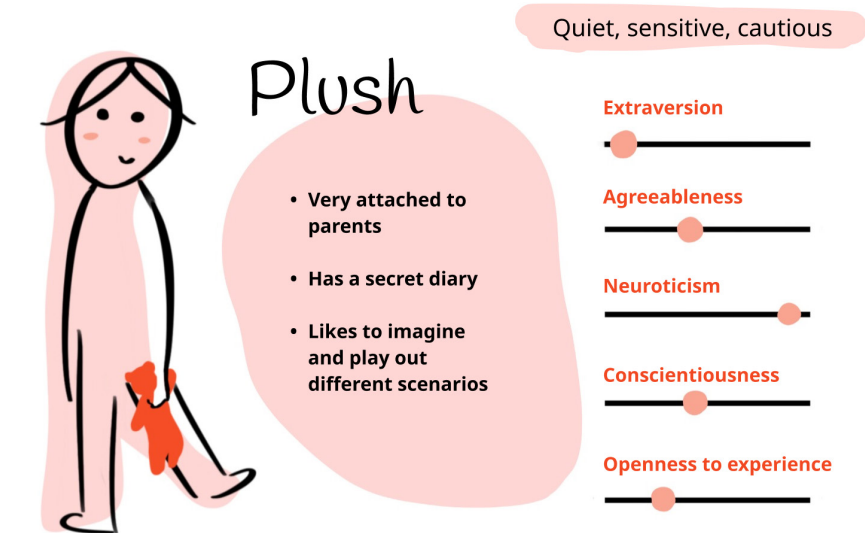 Quiet, sensitive, cautious
Plush
• Very attached to
parents
• Has a secret diary
• Likes to imagine
and play out
different scenarios
Extraversion
Agreeableness
Neuroticism
Conscientiousness
Openness to experience